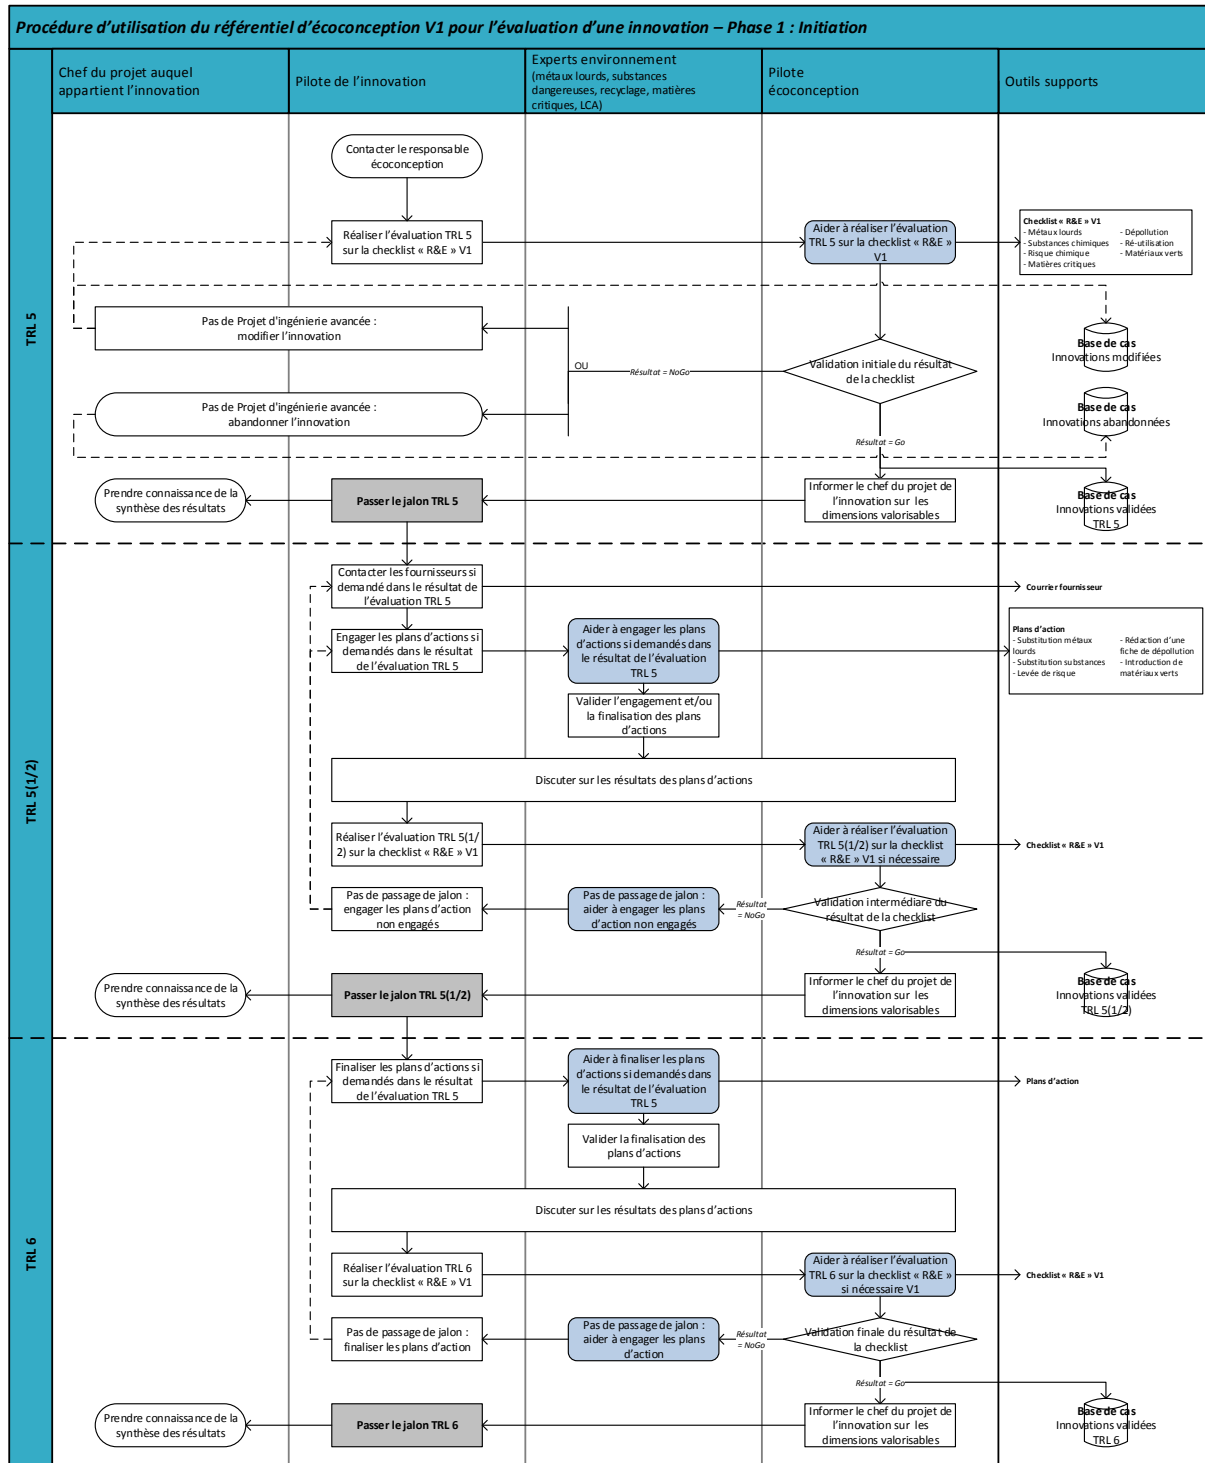 Procédure d'utilisation du référentiel d'écoconception V1 pour l'évaluation d'une innovation – Phase 1 : Initiation
Chef du projet auquel
appartient l'innovation
Pilote de l'innovation
Experts environnement
(métaux lourds, substances
dangereuses, recyclage, matières
critiques, LCA)
Pilote
écoconception
Outils supports
TRL 5
Contacter le responsable
écoconception
Réaliser l'évaluation TRL 5
sur la checklist « R&E » V1
Aider à réaliser l'évaluation
TRL 5 sur la checklist « R&E »
V1
Checklist « R&E » V1
- Métaux lourds
- Substances chimiques
- Risque chimique
- Matières critiques
- Dépollution
- Ré-utilisation
- Matériaux verts
Pas de Projet d'ingénierie avancée :
modifier l'innovation
OU
Résultat = NoGo
Validation initiale du résultat
de la checklist
Base de cas
Innovations modifiées
Pas de Projet d'ingénierie avancée :
abandonner l'innovation
Base de cas
Innovations abandonnées
Résultat = Go
Prendre connaissance de la
synthèse des résultats
Passer le jalon TRL 5
Informer le chef du projet de
l'innovation sur les
dimensions valorisables
Base de cas
Innovations validées
TRL 5
TRL 5(1/2)
Contacter les fournisseurs si
demandé dans le résultat de
l'évaluation TRL 5
Courrier fournisseur
Engager les plans d'actions si
demandés dans le résultat
de l'évaluation TRL 5
Aider à engager les plans
d'actions si demandés dans
le résultat de l'évaluation
TRL 5
Plans d'action
- Substitution métaux
lourds
- Substitution substances
- Levée de risque
- Rédaction d'une
fiche de dépollution
- Introduction de
matériaux verts
Valider l'engagement et/ou
la finalisation des plans
d'actions
Discuter sur les résultats des plans d'actions
Réaliser l'évaluation TRL 5(1/
2) sur la checklist « R&E » V1
Aider à réaliser l'évaluation
TRL 5(1/2) sur la checklist
« R&E » V1 si nécessaire
Checklist « R&E » V1
Pas de passage de jalon :
engager les plans d'action
non engagés
Pas de passage de jalon :
aider à engager les plans
d'action non engagés
Résultat
= NoGo
Validation intermédiare du
résultat de la checklist
Résultat = Go
Prendre connaissance de la
synthèse des résultats
Passer le jalon TRL 5(1/2)
Informer le chef du projet de
l'innovation sur les
dimensions valorisables
Base de cas
Innovations validées
TRL 5(1/2)
TRL 6
Finaliser les plans d'actions si
demandés dans le résultat
de l'évaluation TRL 5
Aider à finaliser les plans
d'actions si demandés dans
le résultat de l'évaluation
TRL 5
Plans d'action
Valider la finalisation des
plans d'actions
Discuter sur les résultats des plans d'actions
Réaliser l'évaluation TRL 6
sur la checklist « R&E » V1
Aider à réaliser l'évaluation
TRL 6 sur la checklist « R&E »
si nécessaire V1
Checklist « R&E » V1
Pas de passage de jalon :
finaliser les plans d'action
Pas de passage de jalon :
aider à engager les plans
d'action
Résultat
= NoGo
Validation finale du résultat de
la checklist
Résultat = Go
Prendre connaissance de la
synthèse des résultats
Passer le jalon TRL 6
Informer le chef du projet de
l'innovation sur les
dimensions valorisables
Base de cas
Innovations validées
TRL 6